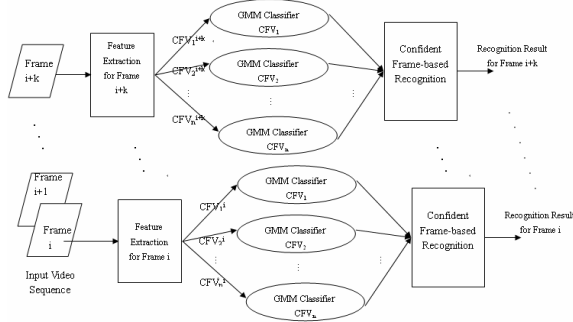 GMM Classifier
CFV₁
CFV₁ⁱ⁺ᵏ
Frame
i+k
Feature
Extraction
for Frame
i+k
CFV₂ⁱ⁺ᵏ
GMM Classifier
CFV₂
Confident
Frame-based
Recognition
Recognition Result
for Frame i+k
CFVₙⁱ⁺ᵏ
GMM Classifier
CFVₙ
Frame
i+1
Frame
i
Input Video
Sequence
Feature
Extraction
for Frame i
CFV₁ⁱ
GMM Classifier
CFV₁
CFV₂ⁱ
GMM Classifier
CFV₂
CFVₙⁱ
GMM Classifier
CFVₙ
Confident
Frame-based
Recognition
Recognition Result
for Frame i